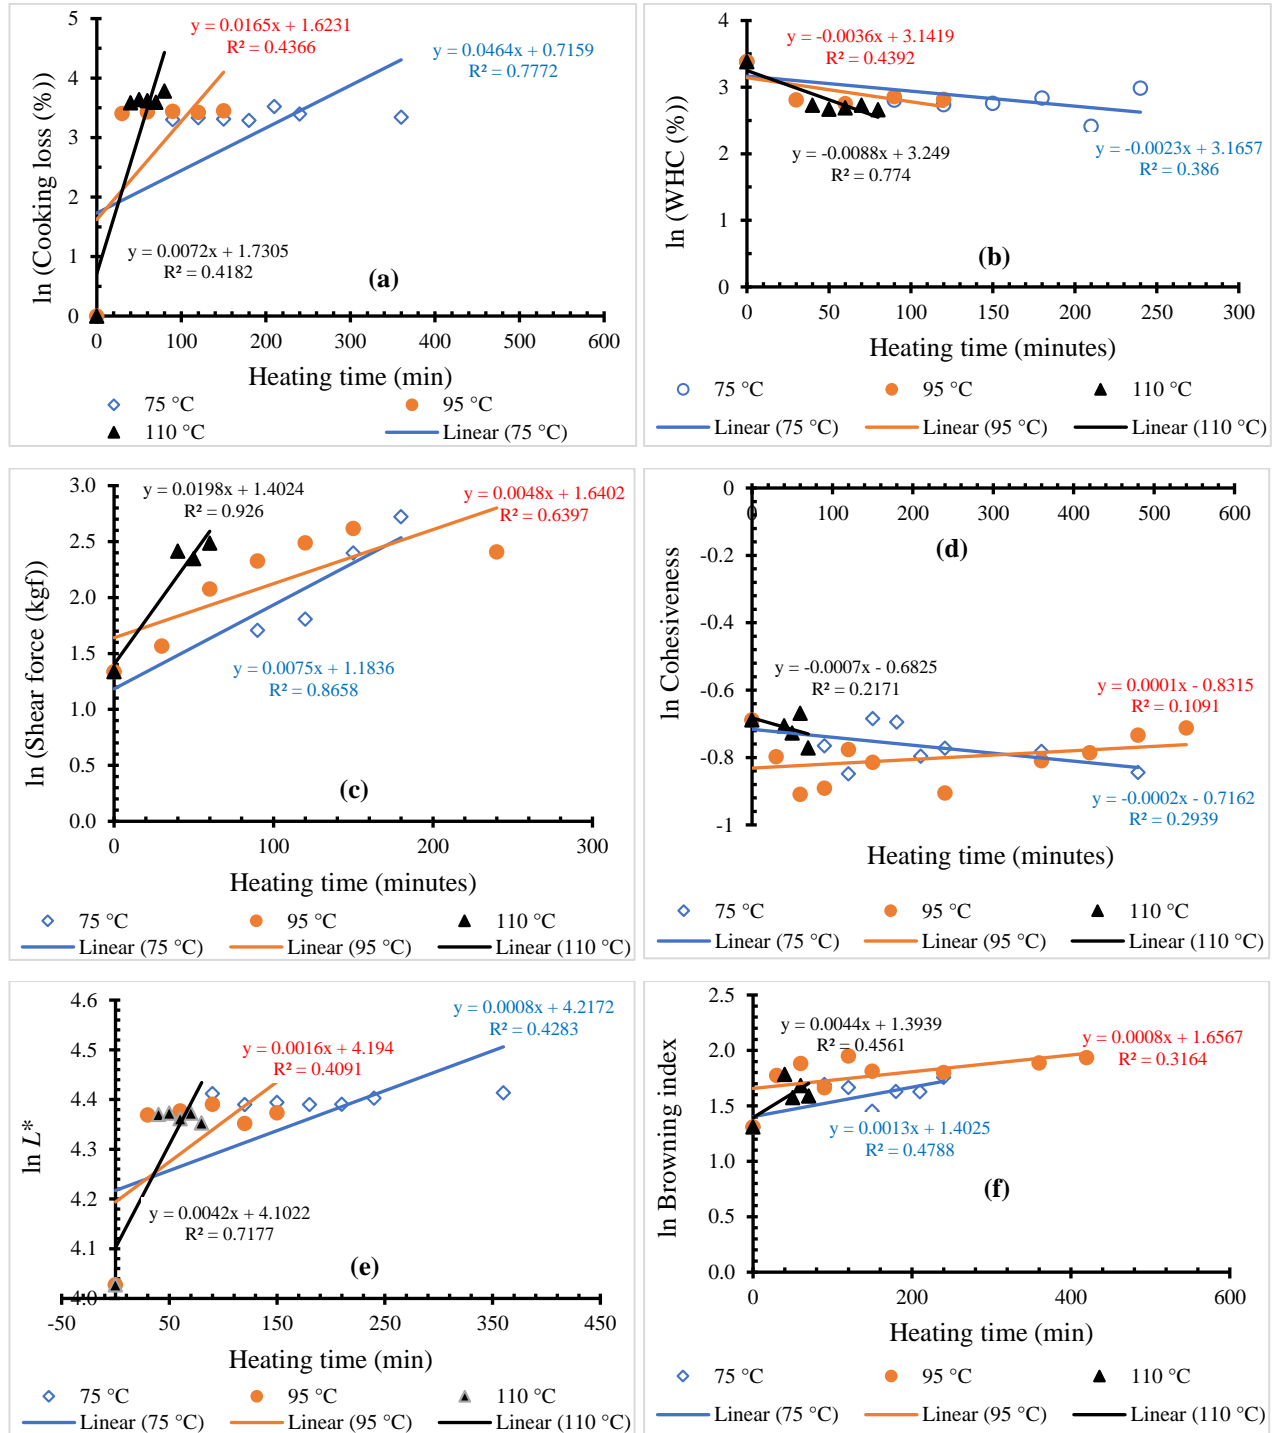 5
4
3
2
1
0
0
100
200
300
400
500
600
ln (Cooking loss (%))
y = 0.0165x + 1.6231
R² = 0.4366
y = 0.0464x + 0.7159
R² = 0.7772
y = 0.0072x + 1.7305
R² = 0.4182
(a)
Heating time (min)
75 °C
95 °C
110 °C
Linear (75 °C)
4
3
2
1
0
0
50
100
150
200
250
300
ln (WHC (%))
y = -0.0036x + 3.1419
R² = 0.4392
y = -0.0088x + 3.249
R² = 0.774
y = -0.0023x + 3.1657
R² = 0.386
(b)
Heating time (minutes)
75 °C
95 °C
110 °C
Linear (75 °C)
Linear (95 °C)
Linear (110 °C)
3.0
2.5
2.0
1.5
1.0
0.5
0.0
0
100
200
300
ln (Shear force (kgf))
y = 0.0198x + 1.4024
R² = 0.926
y = 0.0048x + 1.6402
R² = 0.6397
y = 0.0075x + 1.1836
R² = 0.8658
(c)
Heating time (minutes)
75 °C
95 °C
110 °C
Linear (75 °C)
Linear (95 °C)
Linear (110 °C)
0
-0.2
-0.4
-0.6
-0.8
-1
0
100
200
300
400
500
600
ln Cohesiveness
(d)
y = -0.0007x - 0.6825
R² = 0.2171
y = 0.0001x - 0.8315
R² = 0.1091
y = -0.0002x - 0.7162
R² = 0.2939
Heating time (minutes)
75 °C
95 °C
110 °C
Linear (75 °C)
Linear (95 °C)
Linear (110 °C)
4.6
4.5
4.4
4.3
4.2
4.1
4.0
-50
50
150
250
350
450
ln L*
y = 0.0008x + 4.2172
R² = 0.4283
y = 0.0016x + 4.194
R² = 0.4091
y = 0.0042x + 4.1022
R² = 0.7177
(e)
Heating time (min)
75 °C
95 °C
110 °C
Linear (75 °C)
Linear (95 °C)
Linear (110 °C)
2.5
2.0
1.5
1.0
0.5
0.0
0
200
400
600
ln Browning index
y = 0.0044x + 1.3939
R² = 0.4561
y = 0.0008x + 1.6567
R² = 0.3164
y = 0.0013x + 1.4025
R² = 0.4788
(f)
Heating time (min)
75 °C
95 °C
110 °C
Linear (75 °C)
Linear (95 °C)
Linear (110 °C)